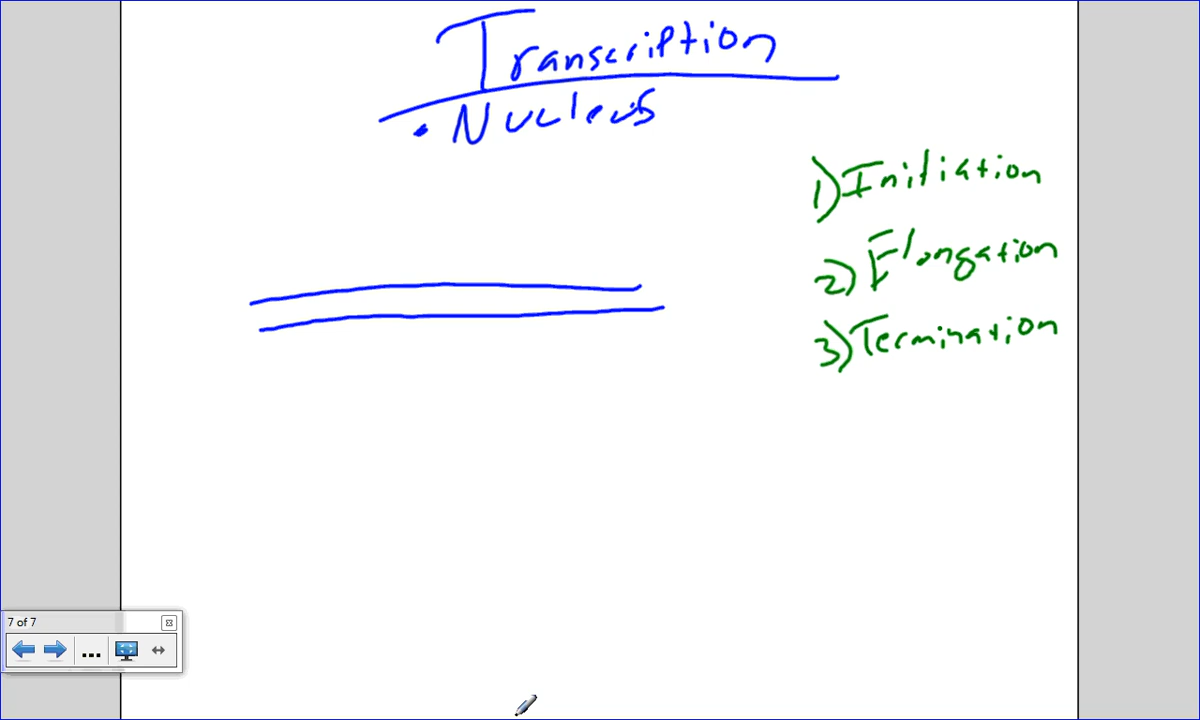 Transcription
• Nucleus
1) Initiation
2) Elongation
3) Termination
7 of 7
...